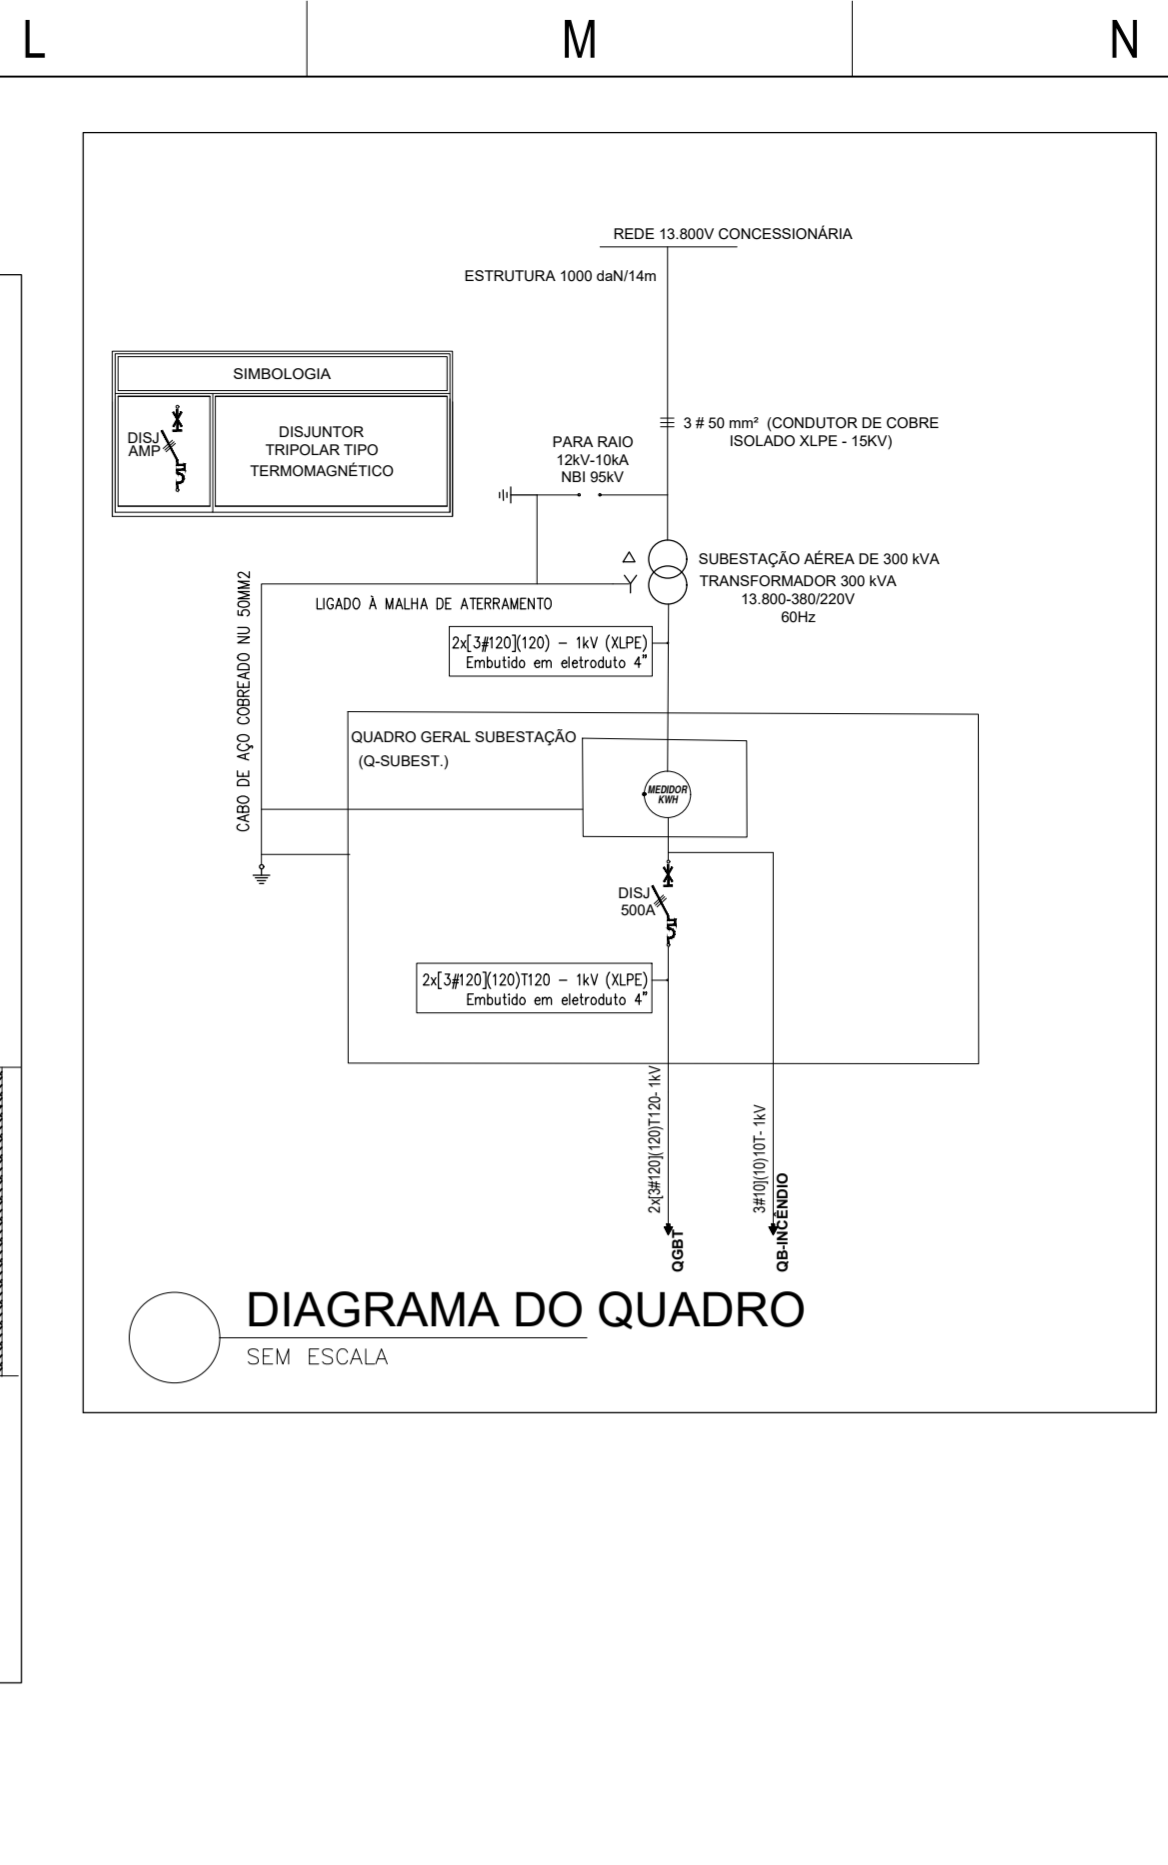 L
M
N
REDE 13.800V CONCESSIONÁRIA
ESTRUTURA 1000 daN/14m
SIMBOLOGIA
DISJ
AMP
DISJUNTOR
TRIPOLAR TIPO
TERMOMAGNÉTICO
3 # 50 mm² (CONDUTOR DE COBRE
ISOLADO XLPE - 15KV)
PARA RAIO
12kV-10kA
NBI 95kV
SUBESTAÇÃO AÉREA DE 300 kVA
TRANSFORMADOR 300 kVA
13.800-380/220V
60Hz
LIGADO À MALHA DE ATERRAMENTO
CABO DE AÇO COBREADO NU 50MM2
2x[3#120](120) – 1kV (XLPE)
Embutido em eletroduto 4"
QUADRO GERAL SUBESTAÇÃO
(Q-SUBEST.)
MEDIDOR
KWH
DISJ
500A
2x[3#120](120)T120 – 1kV (XLPE)
Embutido em eletroduto 4"
2x[3#120](120)T120- 1kV
3#10](10)10T- 1kV
QGBT
QB-INCÊNDIO
DIAGRAMA DO QUADRO
SEM ESCALA